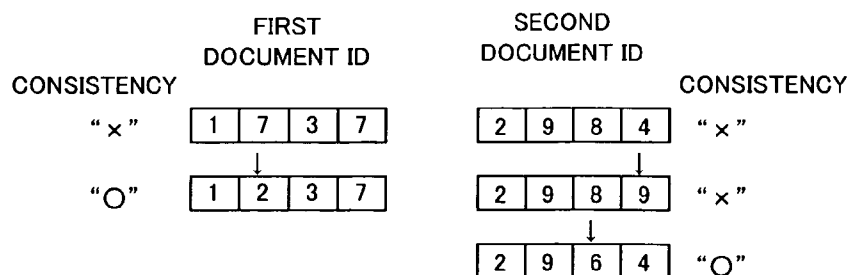 FIRST DOCUMENT ID
SECOND DOCUMENT ID
CONSISTENCY
CONSISTENCY
“×” 1 7 3 7 2 9 8 4 “×”
↓ ↓
“○” 1 2 3 7 2 9 8 9 “×”
↓
2 9 6 4 “○”